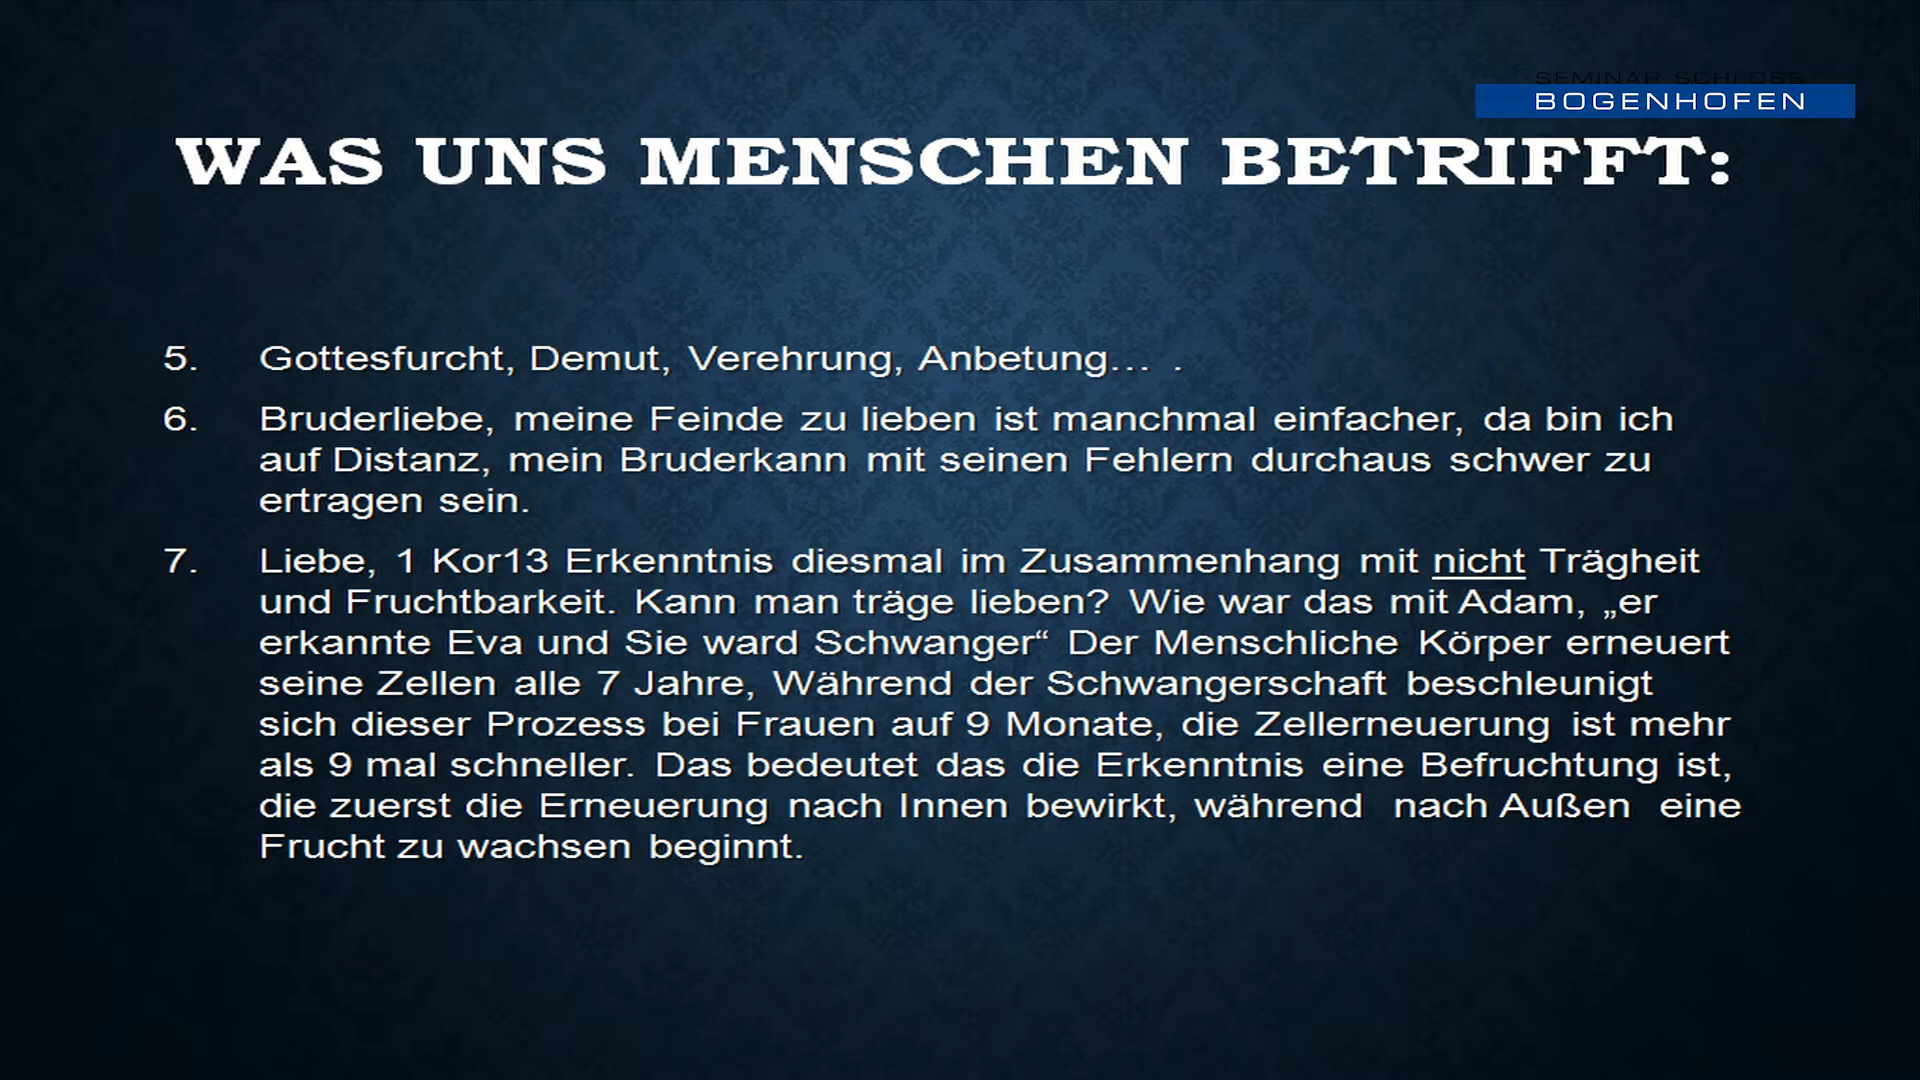 SEMINAR SCHLOSS
BOGENHOFEN
WAS UNS MENSCHEN BETRIFFT:
5. Gottesfurcht, Demut, Verehrung, Anbetung… .
6. Bruderliebe, meine Feinde zu lieben ist manchmal einfacher, da bin ich
auf Distanz, mein Bruderkann mit seinen Fehlern durchaus schwer zu
ertragen sein.
7. Liebe, 1 Kor13 Erkenntnis diesmal im Zusammenhang mit nicht Trägheit
und Fruchtbarkeit. Kann man träge lieben? Wie war das mit Adam, „er
erkannte Eva und Sie ward Schwanger“ Der Menschliche Körper erneuert
seine Zellen alle 7 Jahre, Während der Schwangerschaft beschleunigt
sich dieser Prozess bei Frauen auf 9 Monate, die Zellerneuerung ist mehr
als 9 mal schneller. Das bedeutet das die Erkenntnis eine Befruchtung ist,
die zuerst die Erneuerung nach Innen bewirkt, während nach Außen eine
Frucht zu wachsen beginnt.